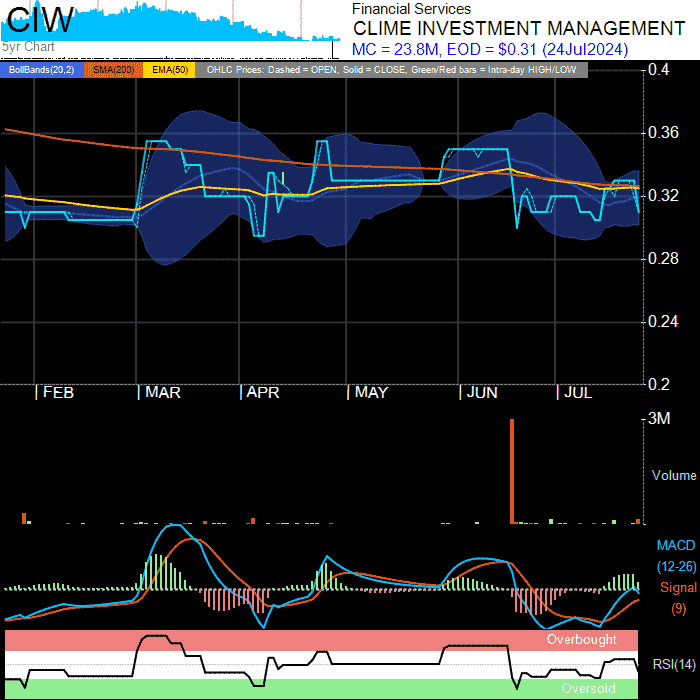 CIW
5yr Chart
Financial Services
CLIME INVESTMENT MANAGEMENT
MC = 23.8M, EOD = $0.31 (24Jul2024)
BollBands(20,2) SMA(200) EMA(50) OHLC Prices: Dashed = OPEN, Solid = CLOSE, Green/Red bars = Intra-day HIGH/LOW
0.4
0.36
0.32
0.28
0.24
0.2
FEB MAR APR MAY JUN JUL
3M
Volume
MACD
(12-26)
Signal
(9)
Overbought
RSI(14)
Oversold